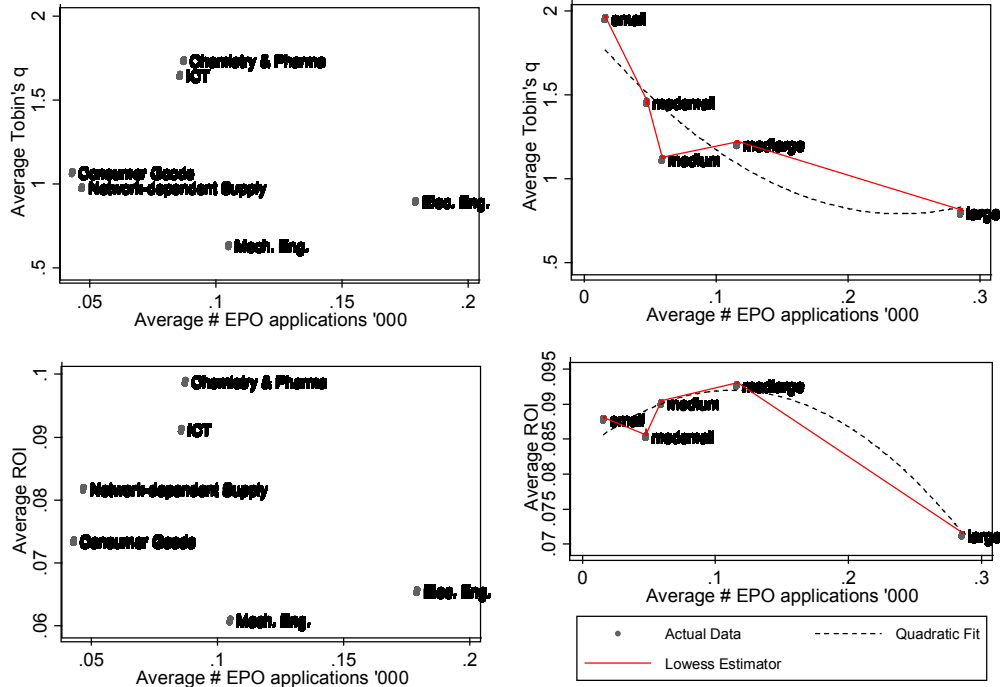 Average Tobin's q
2
1.5
1
.5
Chemistry & Pharma
ICT
Consumer Goods
Network-dependent Supply
Elec. Eng.
Mech. Eng.
.05 .1 .15 .2
Average # EPO applications '000
Average Tobin's q
2
1.5
1
.5
small
medsmall
medium
medlarge
large
0 .1 .2 .3
Average # EPO applications '000
Average ROI
.1
.09
.08
.07
.06
Chemistry & Pharma
ICT
Network-dependent Supply
Consumer Goods
Elec. Eng.
Mech. Eng.
.05 .1 .15 .2
Average # EPO applications '000
Average ROI
.095
.09
.085
.08
.075
.07
small
medsmall
medium
medlarge
large
0 .1 .2 .3
Average # EPO applications '000
Actual Data Quadratic Fit
Lowess Estimator